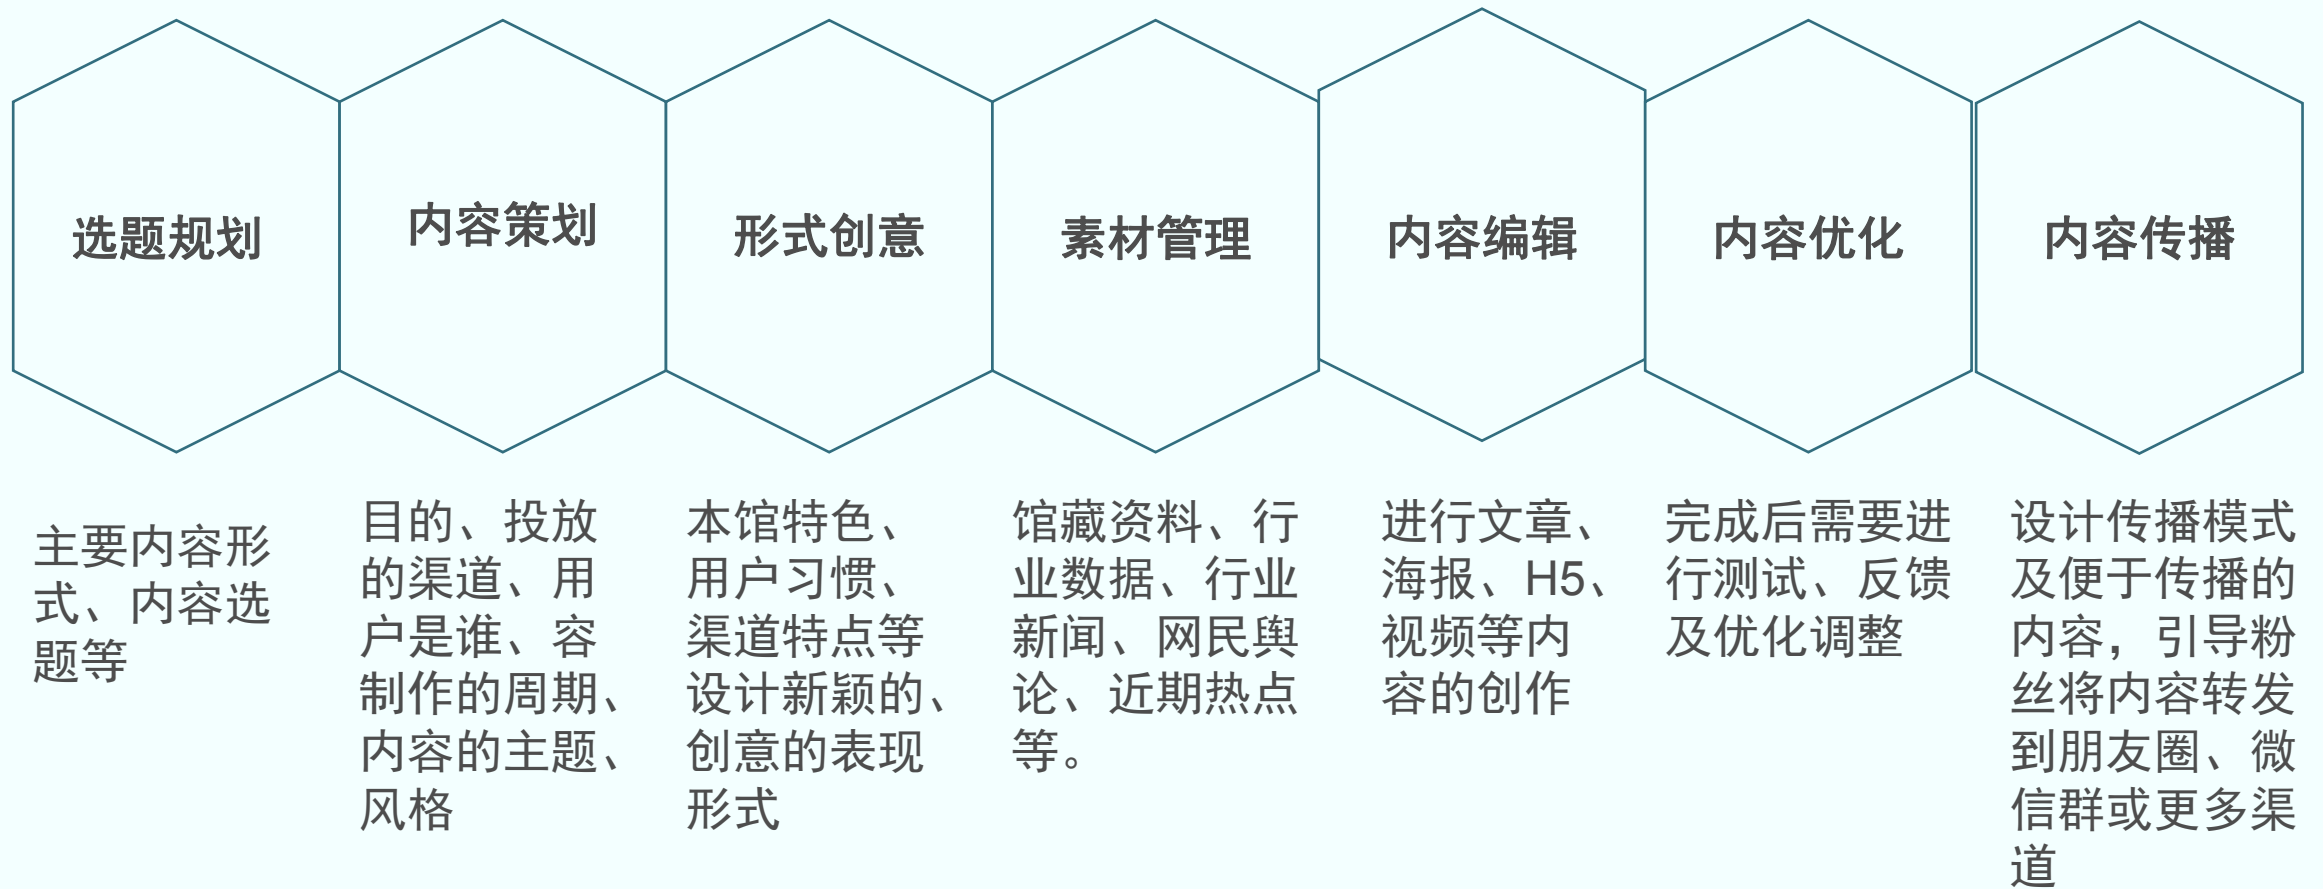 选题规划
内容策划
形式创意
素材管理
内容编辑
内容优化
内容传播
主要内容形
式、内容选
题等
目的、投放
的渠道、用
户是谁、容
制作的周期、
内容的主题、
风格
本馆特色、
用户习惯、
渠道特点等
设计新颖的、
创意的表现
形式
馆藏资料、行
业数据、行业
新闻、网民舆
论、近期热点
等。
进行文章、
海报、H5、
视频等内
容的创作
完成后需要进
行测试、反馈
及优化调整
设计传播模式
及便于传播的
内容，引导粉
丝将内容转发
到朋友圈、微
信群或更多渠
道